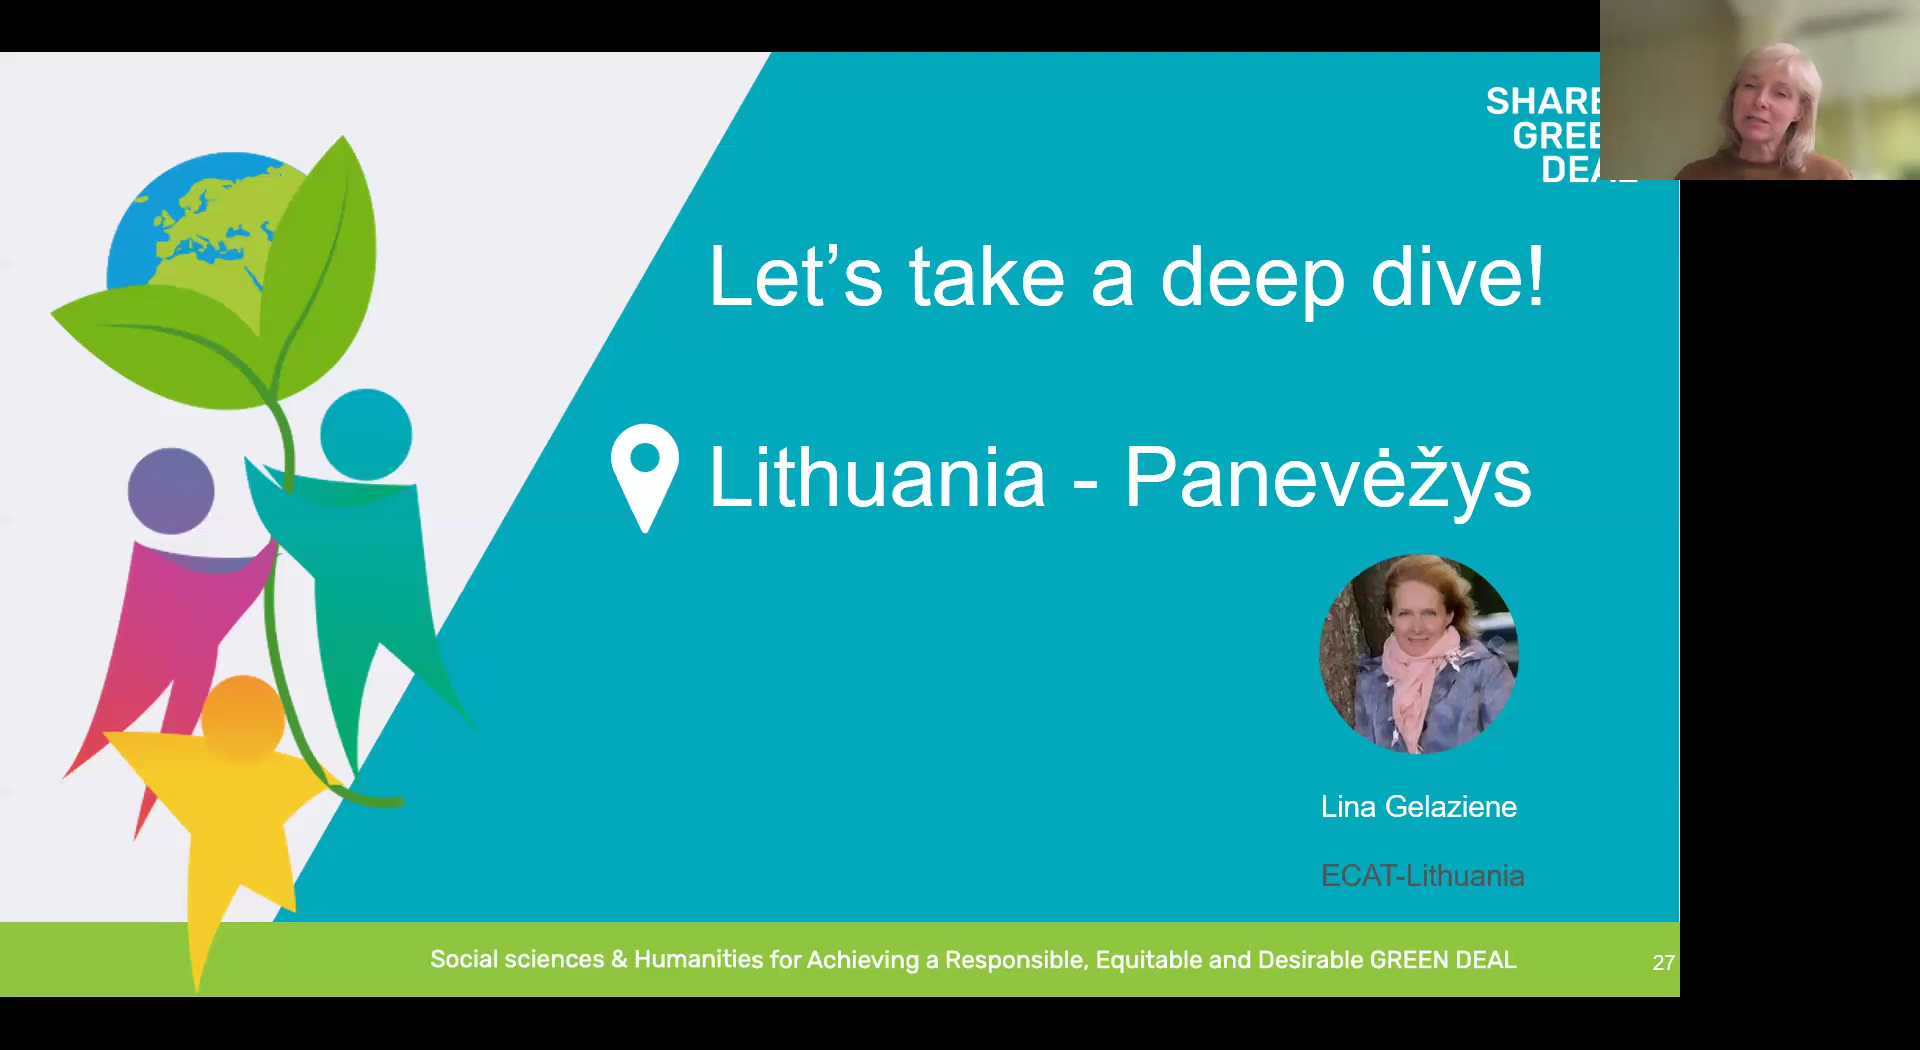 SHARE
GREE
DEAL
Let’s take a deep dive!
Lithuania - Panevėžys
Lina Gelaziene
ECAT-Lithuania
Social sciences & Humanities for Achieving a Responsible, Equitable and Desirable GREEN DEAL
27